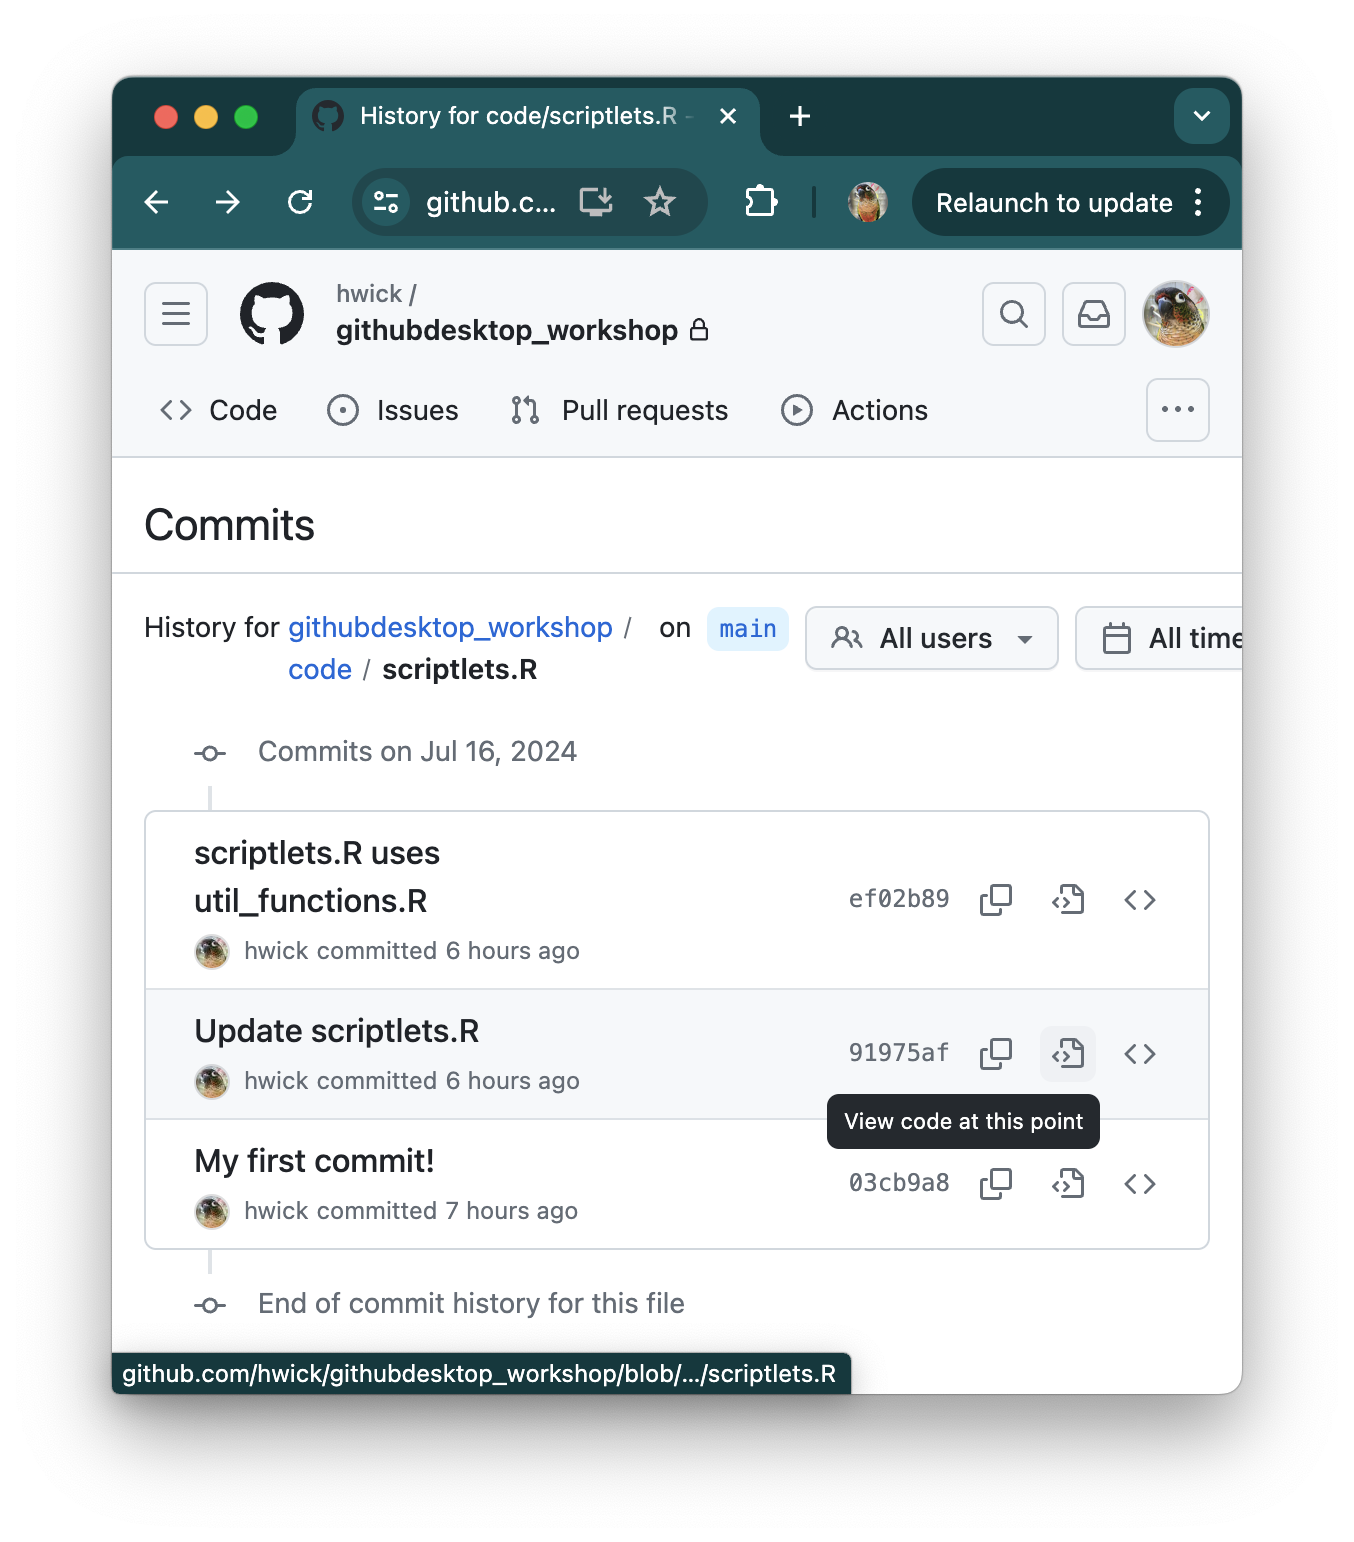 History for code/scriptlets.R -
github.c...
Relaunch to update
hwick /
githubdesktop_workshop
Code
Issues
Pull requests
Actions
Commits
History for githubdesktop_workshop / on main
code / scriptlets.R
All users
All time
Commits on Jul 16, 2024
scriptlets.R uses
util_functions.R
ef02b89
hwick committed 6 hours ago
Update scriptlets.R
91975af
hwick committed 6 hours ago
View code at this point
My first commit!
03cb9a8
hwick committed 7 hours ago
End of commit history for this file
github.com/hwick/githubdesktop_workshop/blob/.../scriptlets.R